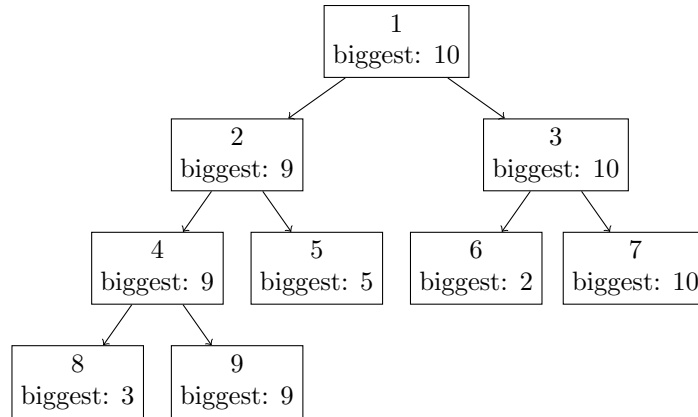 1
biggest: 10
2
biggest: 9
3
biggest: 10
4
biggest: 9
5
biggest: 5
6
biggest: 2
7
biggest: 10
8
biggest: 3
9
biggest: 9